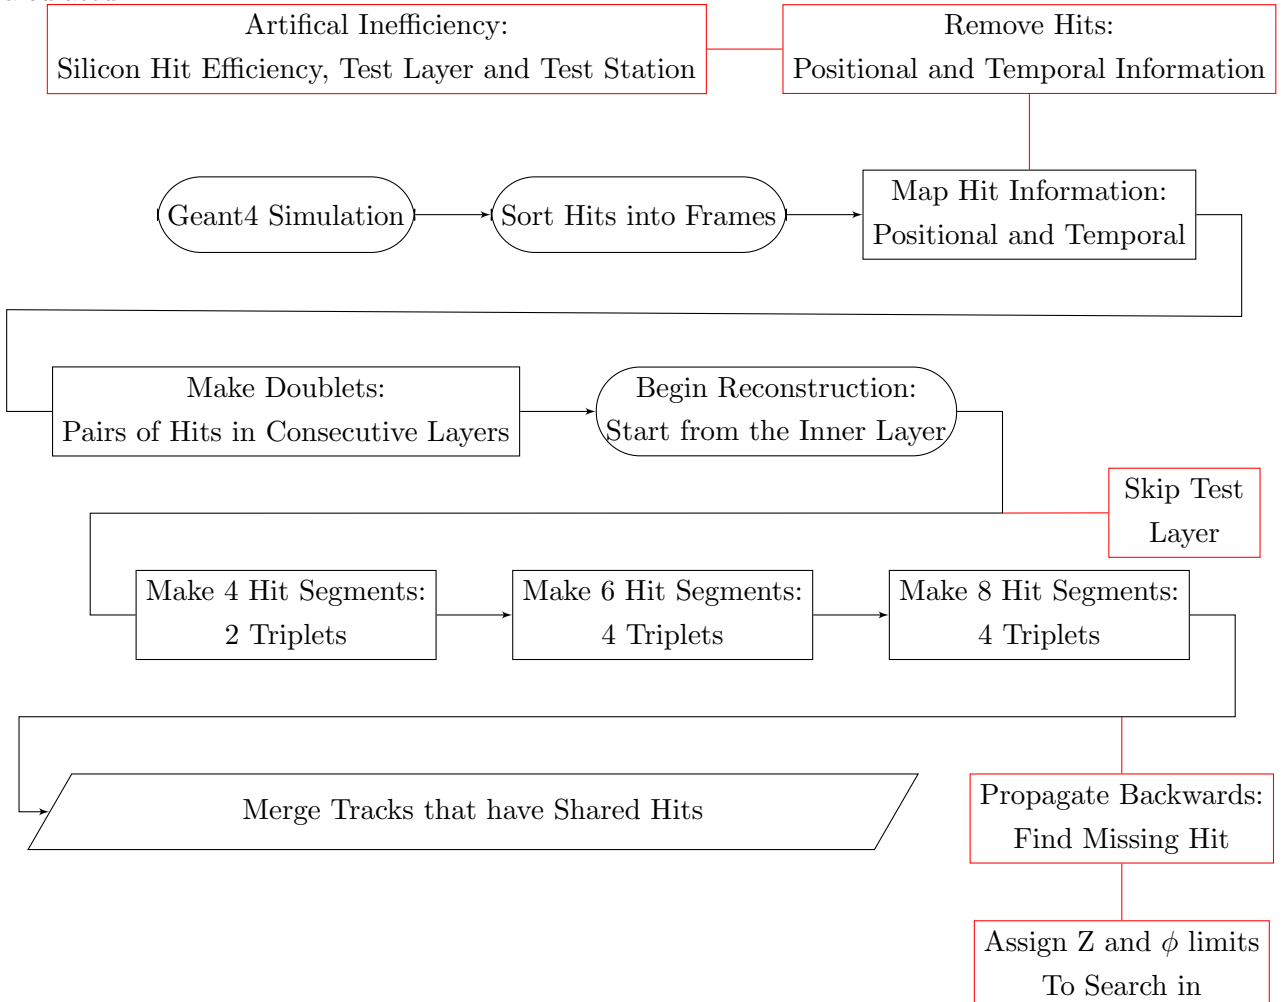 Artifical Inefficiency:
Silicon Hit Efficiency, Test Layer and Test Station
Remove Hits:
Positional and Temporal Information
Geant4 Simulation
Sort Hits into Frames
Map Hit Information:
Positional and Temporal
Make Doublets:
Pairs of Hits in Consecutive Layers
Begin Reconstruction:
Start from the Inner Layer
Skip Test
Layer
Make 4 Hit Segments:
2 Triplets
Make 6 Hit Segments:
4 Triplets
Make 8 Hit Segments:
4 Triplets
Merge Tracks that have Shared Hits
Propagate Backwards:
Find Missing Hit
Assign Z and ϕ limits
To Search in